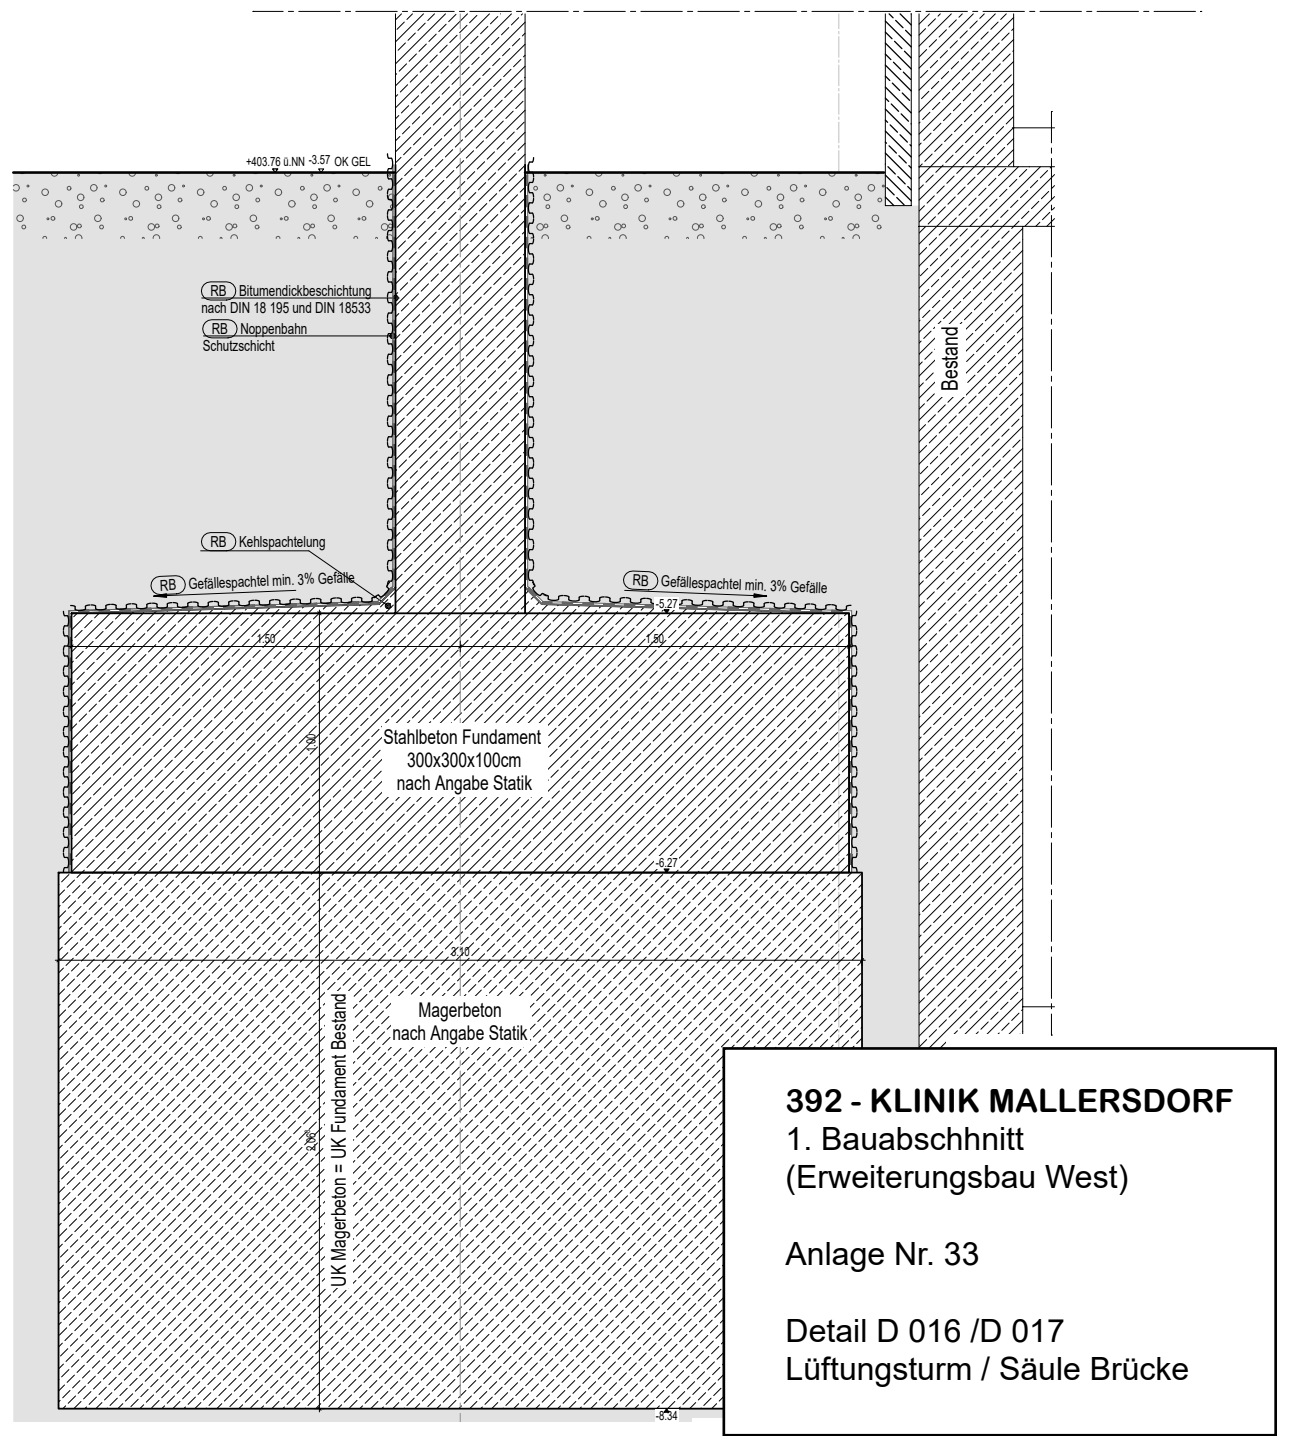 +403.76 ü.NN -3.57 OK GEL
RB Bitumendickbeschichtung
nach DIN 18 195 und DIN 18533
RB Noppenbahn
Schutzschicht
Bestand
RB Kehlspachtelung
RB Gefällespachtel min. 3% Gefälle
RB Gefällespachtel min. 3% Gefälle
-5.27
1.50
1.50
1.00
Stahlbeton Fundament
300x300x100cm
nach Angabe Statik
-6.27
3.10
Magerbeton
nach Angabe Statik
UK Magerbeton = UK Fundament Bestand
-8.34
392 - KLINIK MALLERSDORF
1. Bauabschhnitt
(Erweiterungsbau West)
Anlage Nr. 33
Detail D 016 /D 017
Lüftungsturm / Säule Brücke